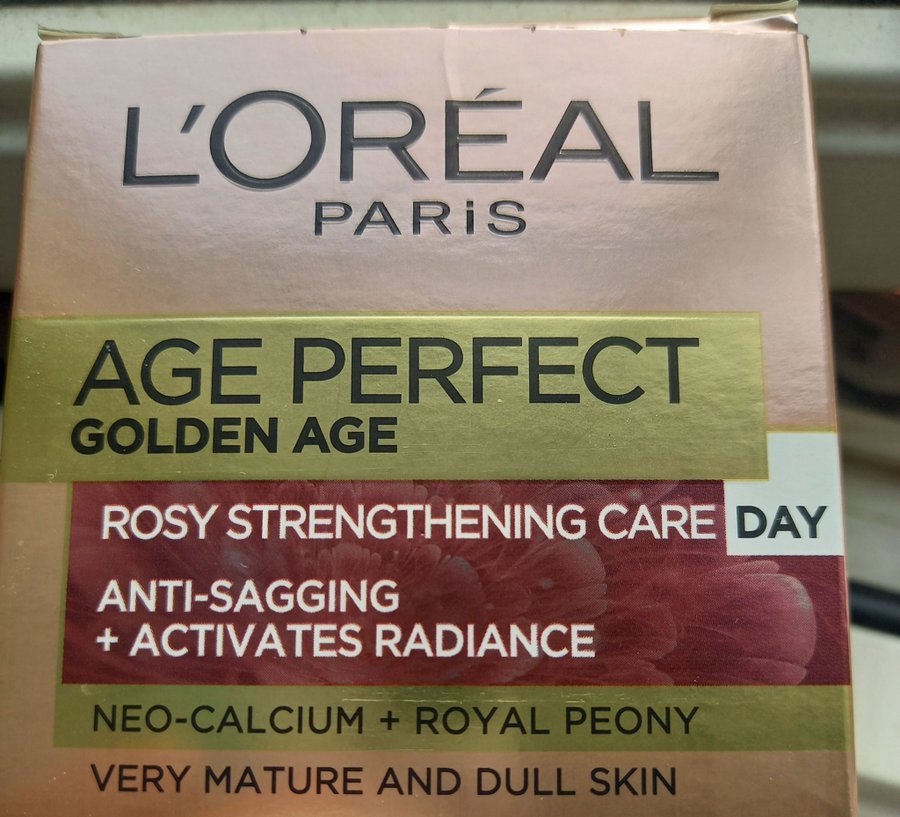 L'ORÉAL
PARiS
AGE PERFECT
GOLDEN AGE
ROSY STRENGTHENING CARE DAY
ANTI-SAGGING
+ ACTIVATES RADIANCE
NEO-CALCIUM + ROYAL PEONY
VERY MATURE AND DULL SKIN